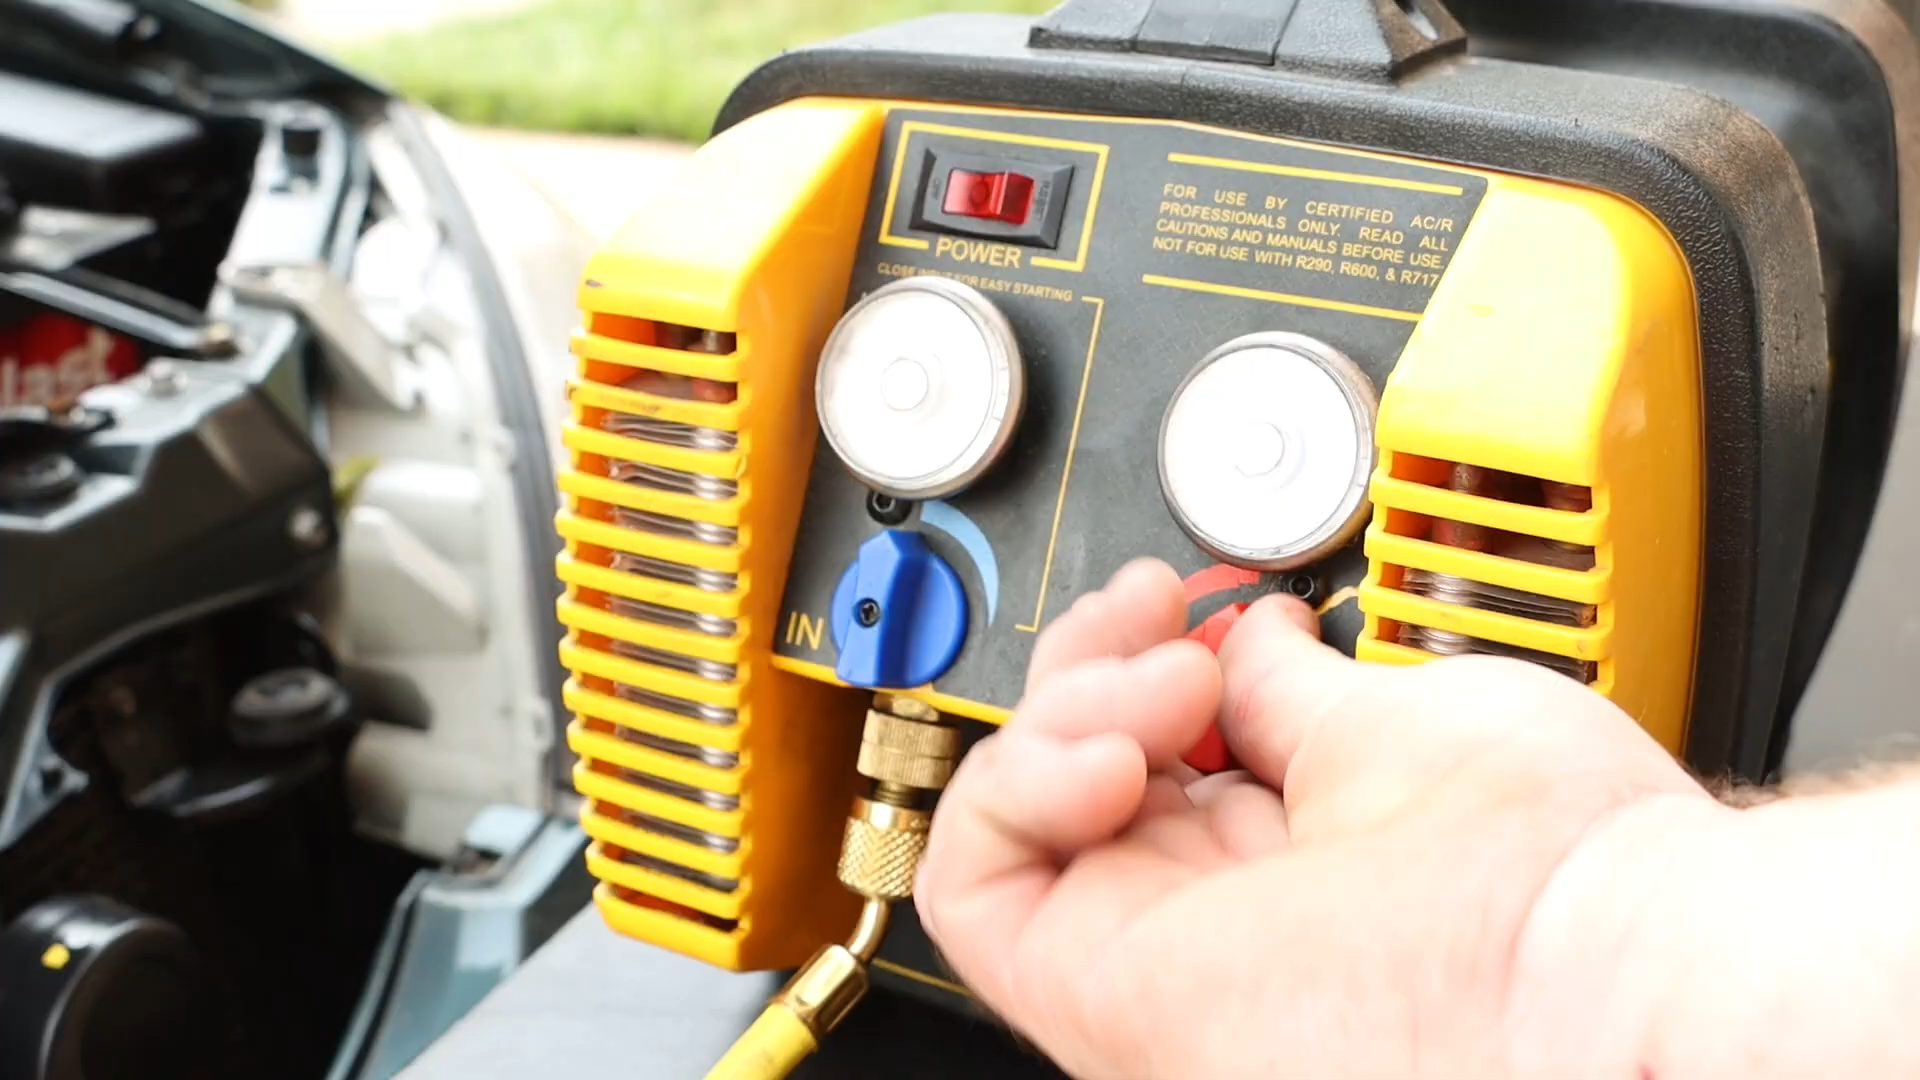 POWER
FOR USE BY CERTIFIED AC/R
PROFESSIONALS ONLY. READ ALL
CAUTIONS AND MANUALS BEFORE USE.
NOT FOR USE WITH R290, R600, & R717
CLOSE INPUT FOR EASY STARTING
IN
last